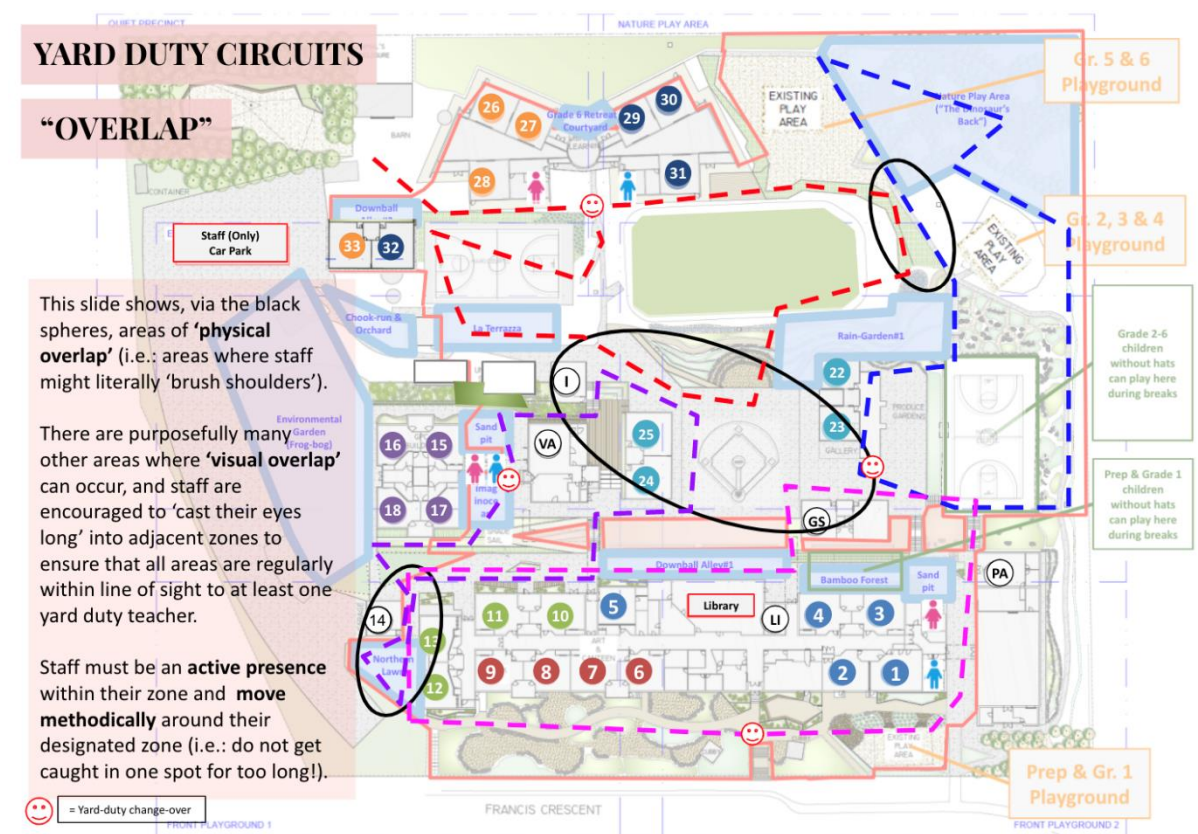 QUIET PRECINCT
NATURE PLAY AREA
YARD DUTY CIRCUITS
“OVERLAP”
BARN
CONTAINER
26
27
Grade 6 Retreat
Courtyard
29
30
28
31
EXISTING
PLAY
AREA
Nature Play Area
("The Dinosaur's
Back")
Gr. 5 & 6
Playground
Downball
33
32
Staff (Only)
Car Park
EXISTING
PLAY
AREA
Gr. 2, 3 & 4
Playground
This slide shows, via the black
spheres, areas of ‘physical
overlap’ (i.e.: areas where staff
might literally ‘brush shoulders’).
There are purposefully many
other areas where ‘visual overlap’
can occur, and staff are
encouraged to ‘cast their eyes
long’ into adjacent zones to
ensure that all areas are regularly
within line of sight to at least one
yard duty teacher.
Staff must be an active presence
within their zone and move
methodically around their
designated zone (i.e.: do not get
caught in one spot for too long!).
= Yard-duty change-over
Chook-run &
Orchard
La Terrazza
Rain-Garden#1
Grade 2-6
children
without hats
can play here
during breaks
Environmental
Garden
(Frog-bog)
I
VA
22
23
25
24
PRODUCE
GARDENS
GALLERY
16
15
18
17
Sand
pit
GS
Prep & Grade 1
children
without hats
can play here
during breaks
Downball Alley#1
Bamboo Forest
Sand
pit
PA
14
13
12
Northern
11
10
5
Library
LI
4
3
ART
&
9
8
7
6
2
1
EXISTING
PLAY
AREA
Prep & Gr. 1
Playground
FRANCIS CRESCENT
FRONT PLAYGROUND 1
FRONT PLAYGROUND 2